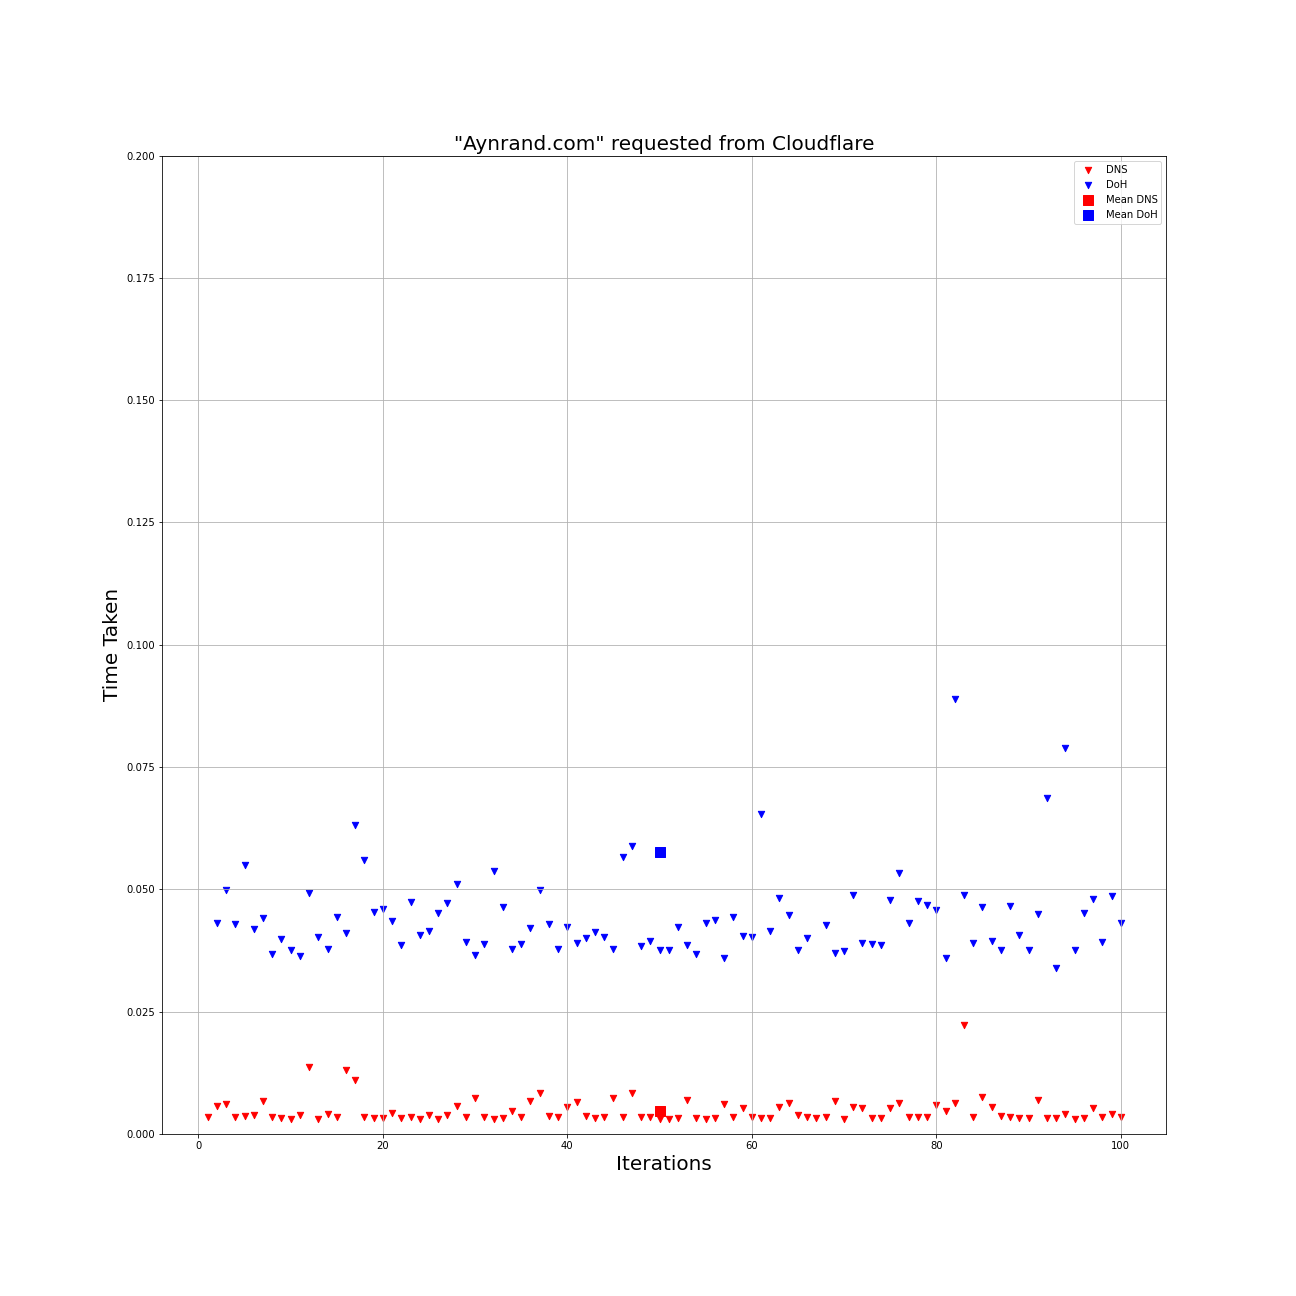 "Aynrand.com" requested from Cloudflare
DNS
DoH
Mean DNS
Mean DoH
0.200
0.175
0.150
0.125
0.100
0.075
0.050
0.025
0.000
Time Taken
0 20 40 60 80 100
Iterations